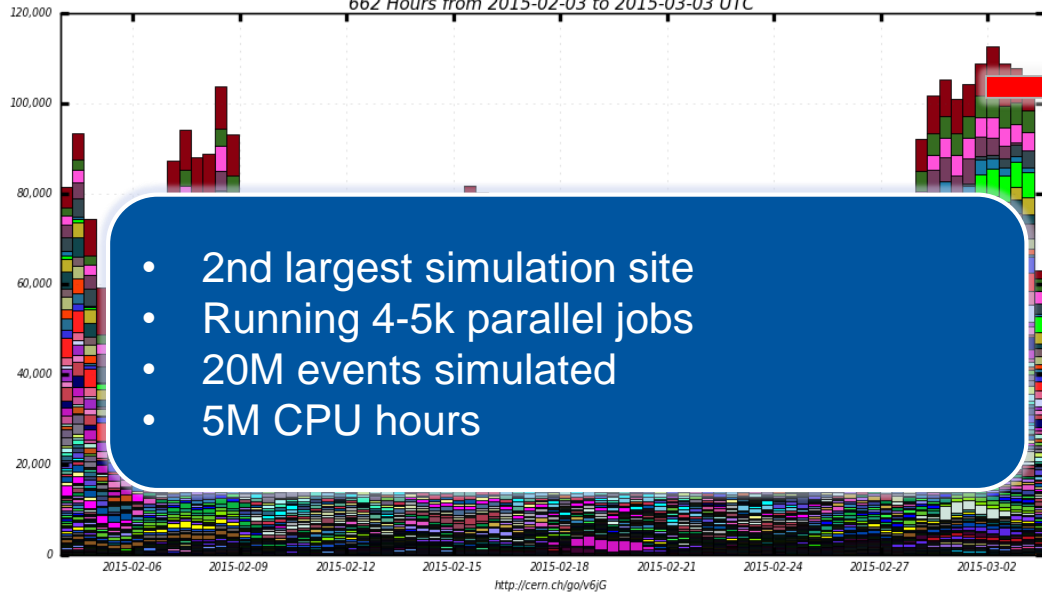 662 Hours from 2015-02-03 to 2015-03-03 UTC
120,000
100,000
80,000
60,000
40,000
20,000
0
• 2nd largest simulation site
• Running 4-5k parallel jobs
• 20M events simulated
• 5M CPU hours
2015-02-06 2015-02-09 2015-02-12 2015-02-15 2015-02-18 2015-02-21 2015-02-24 2015-02-27 2015-03-02
http://cern.ch/go/v6jG